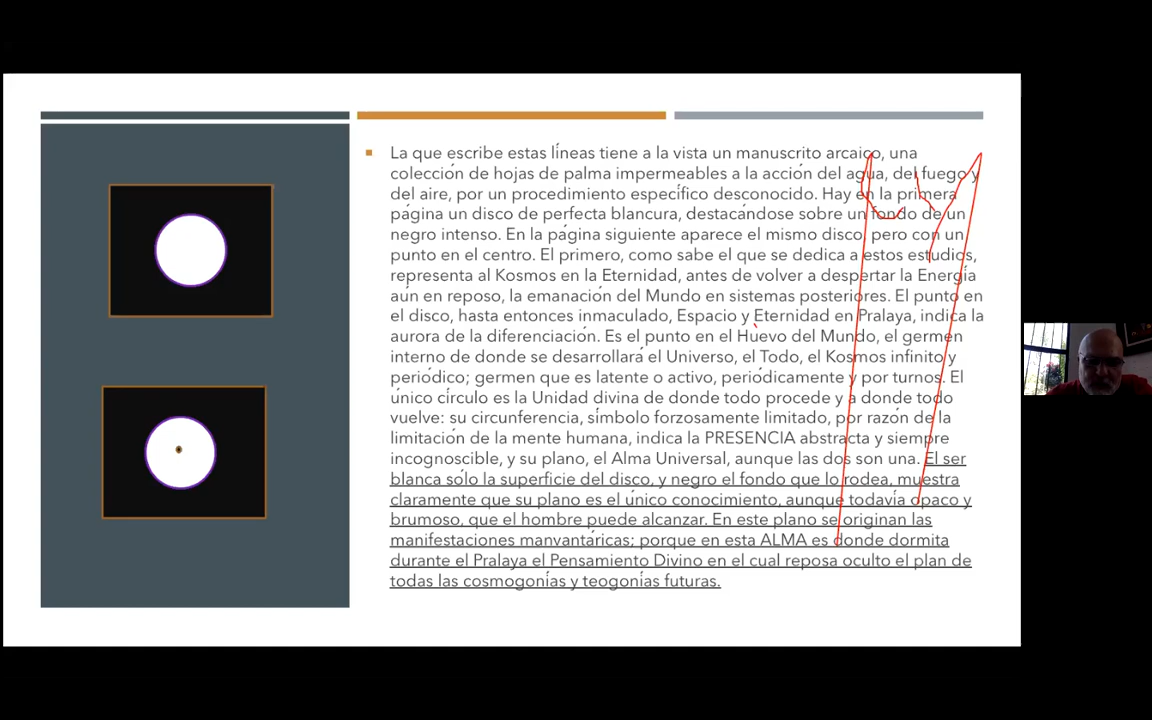 La que escribe estas líneas tiene a la vista un manuscrito arcaico, una
colección de hojas de palma impermeables a la acción del agua, del fuego y
del aire, por un procedimiento específico desconocido. Hay en la primera
página un disco de perfecta blancura, destacándose sobre un fondo de un
negro intenso. En la página siguiente aparece el mismo disco, pero con un
punto en el centro. El primero, como sabe el que se dedica a estos estudios,
representa al Kosmos en la Eternidad, antes de volver a despertar la Energía
aún en reposo, la emanación del Mundo en sistemas posteriores. El punto en
el disco, hasta entonces inmaculado, Espacio y Eternidad en Pralaya, indica la
aurora de la diferenciación. Es el punto en el Huevo del Mundo, el germen
interno de donde se desarrollará el Universo, el Todo, el Kosmos infinito y
periódico; germen que es latente o activo, periódicamente y por turnos. El
único círculo es la Unidad divina de donde todo procede y a donde todo
vuelve: su circunferencia, símbolo forzosamente limitado, por razón de la
limitación de la mente humana, indica la PRESENCIA abstracta y siempre
incognoscible, y su plano, el Alma Universal, aunque las dos son una. El ser
blanca sólo la superficie del disco, y negro el fondo que lo rodea, muestra
claramente que su plano es el único conocimiento, aunque todavía opaco y
brumoso, que el hombre puede alcanzar. En este plano se originan las
manifestaciones manvantáricas; porque en esta ALMA es donde dormita
durante el Pralaya el Pensamiento Divino en el cual reposa oculto el plan de
todas las cosmogonías y teogonías futuras.